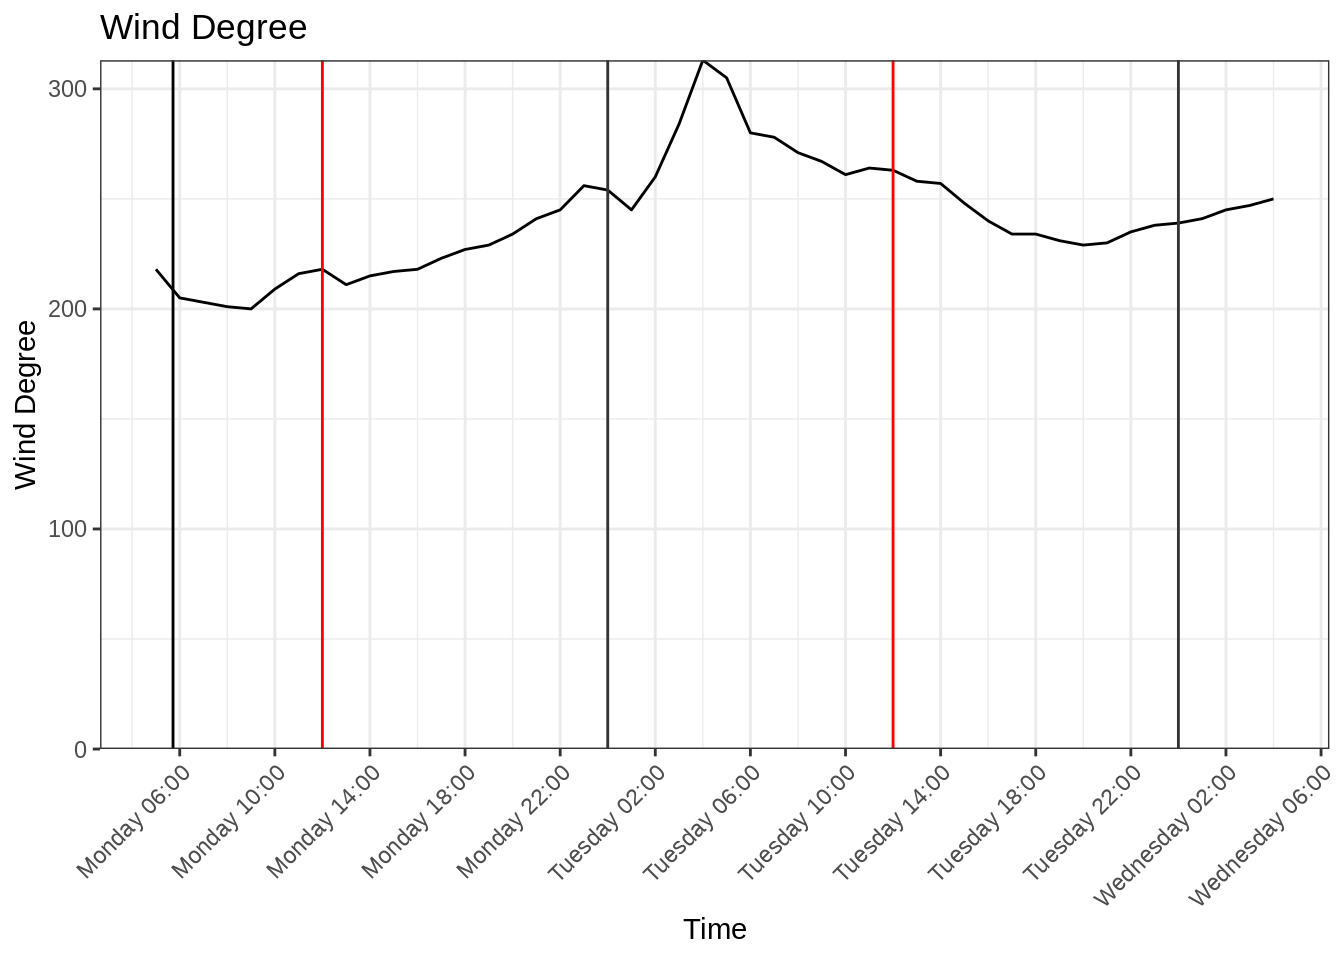 Wind Degree
Wind Degree
300
200
100
0
Monday 06:00
Monday 10:00
Monday 14:00
Monday 18:00
Monday 22:00
Tuesday 02:00
Tuesday 06:00
Tuesday 10:00
Tuesday 14:00
Tuesday 18:00
Tuesday 22:00
Wednesday 02:00
Wednesday 06:00
Time